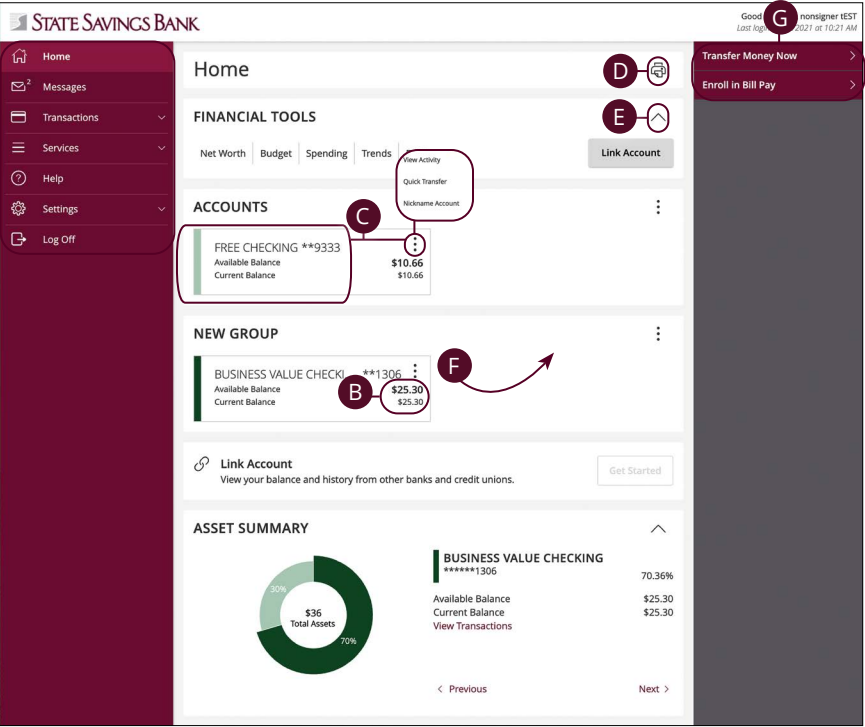 STATE SAVINGS BANK
Good G nonsigner tEST
Last login 2021 at 10:21 AM
Home
2
Messages
Transactions
Services
Help
Settings
Log Off
Home
D
FINANCIAL TOOLS
E
Net Worth Budget Spending Trends
Link Account
View Activity
Quick Transfer
Nickname Account
ACCOUNTS
C
FREE CHECKING **9333
Available Balance $10.66
Current Balance $10.66
NEW GROUP
BUSINESS VALUE CHECKI **1306
Available Balance $25.30
Current Balance $25.30
B
F
Link Account
View your balance and history from other banks and credit unions.
Get Started
ASSET SUMMARY
30%
$36
Total Assets
70%
BUSINESS VALUE CHECKING
******1306
70.36%
Available Balance $25.30
Current Balance $25.30
View Transactions
< Previous Next >
Transfer Money Now >
Enroll in Bill Pay >